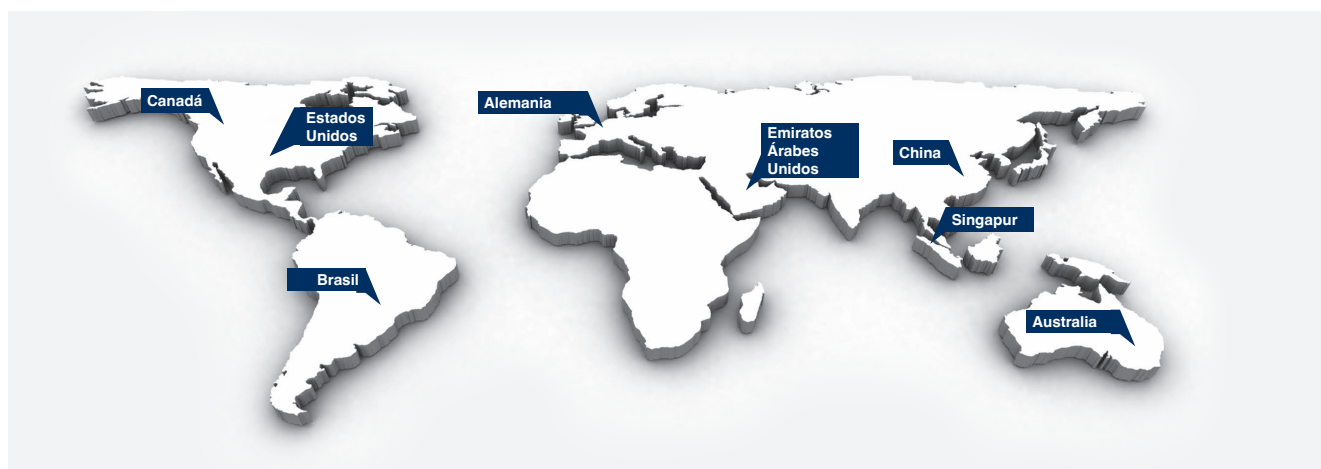 Canadá
Estados
Unidos
Alemania
Emiratos
Árabes
Unidos
China
Singapur
Brasil
Australia